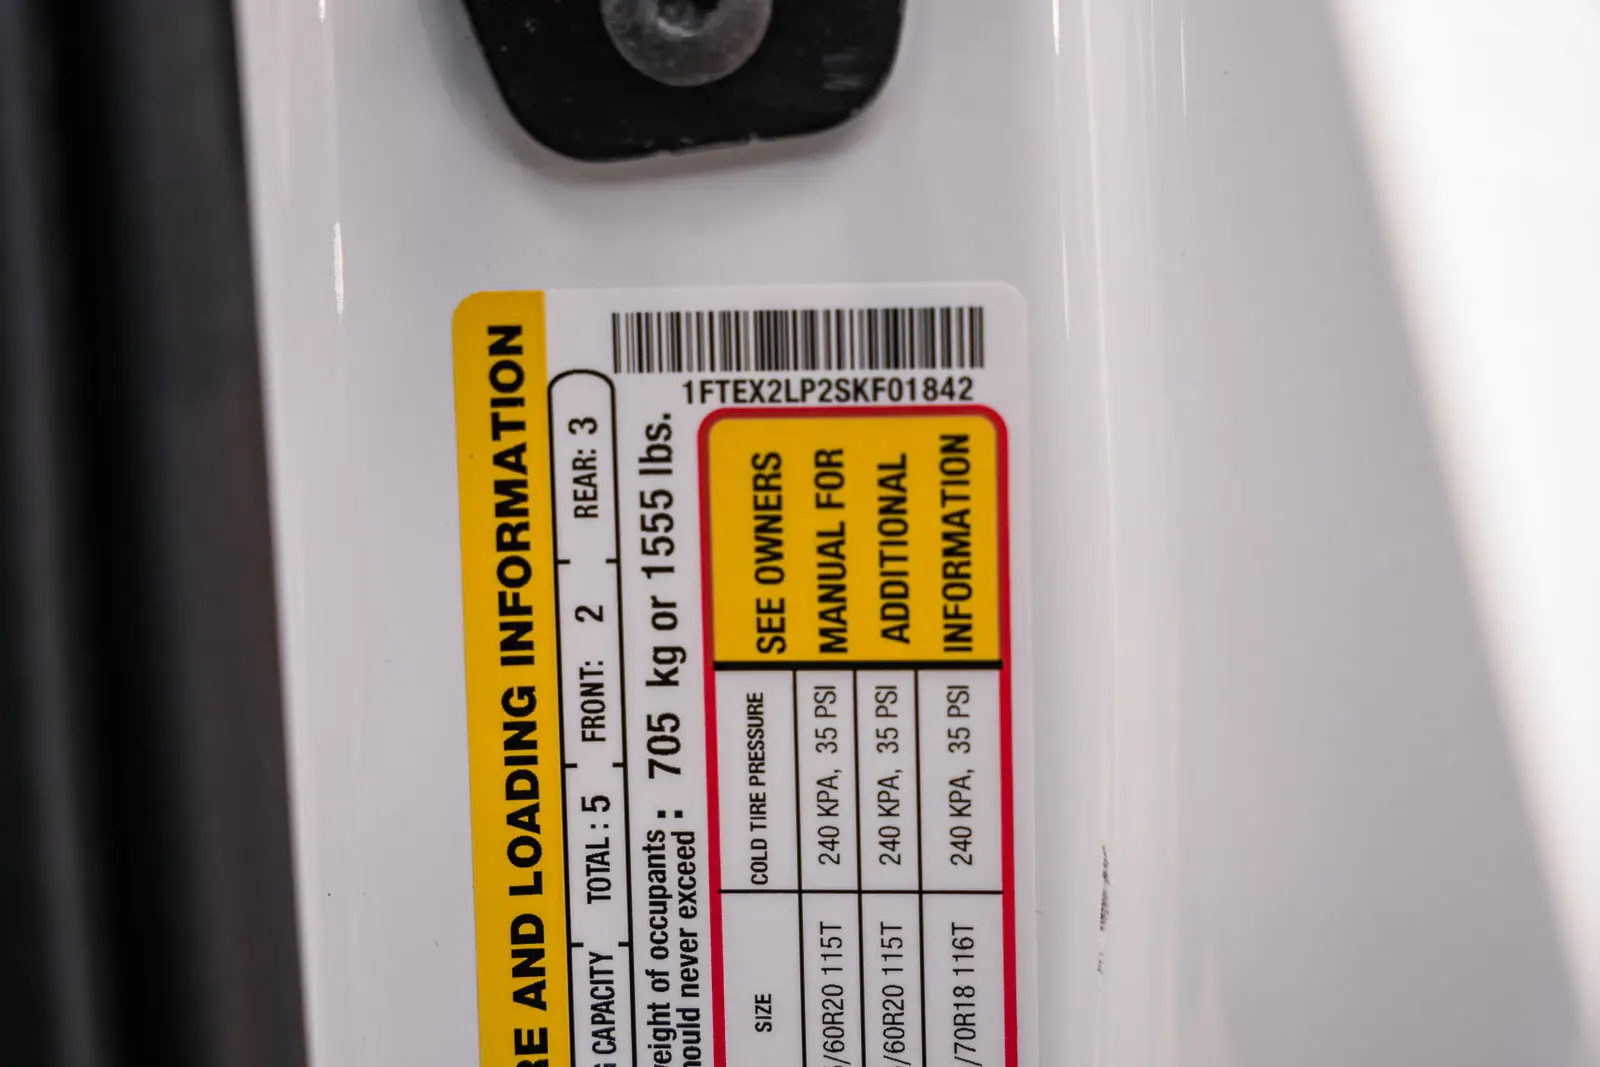 RE AND LOADING INFORMATION
CAPACITY TOTAL : 5 FRONT: 2 REAR: 3
weight of occupants
hould never exceed : 705 kg or 1555 lbs.
1FTEX2LP2SKF01842
SIZE COLD TIRE PRESSURE SEE OWNERS
/60R20 115T 240 KPA, 35 PSI MANUAL FOR
/60R20 115T 240 KPA, 35 PSI ADDITIONAL
/70R18 116T 240 KPA, 35 PSI INFORMATION